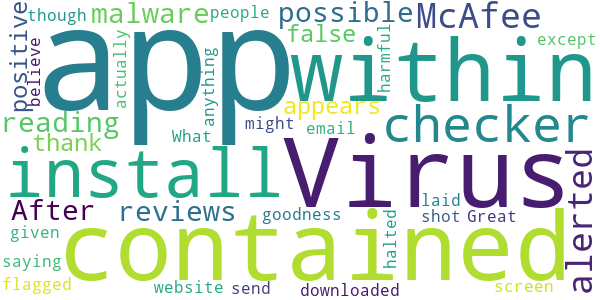 though
people
malware
possible
McAfee
positive
believe
app
actually
anything
false
harmful
except
within
reading
appears
checker
thank
What
might
email
install
Virus
alerted
After
reviews
goodness
halted
laid
shot
Great
given
contained
saying
flagged
website
send
downloaded
screen